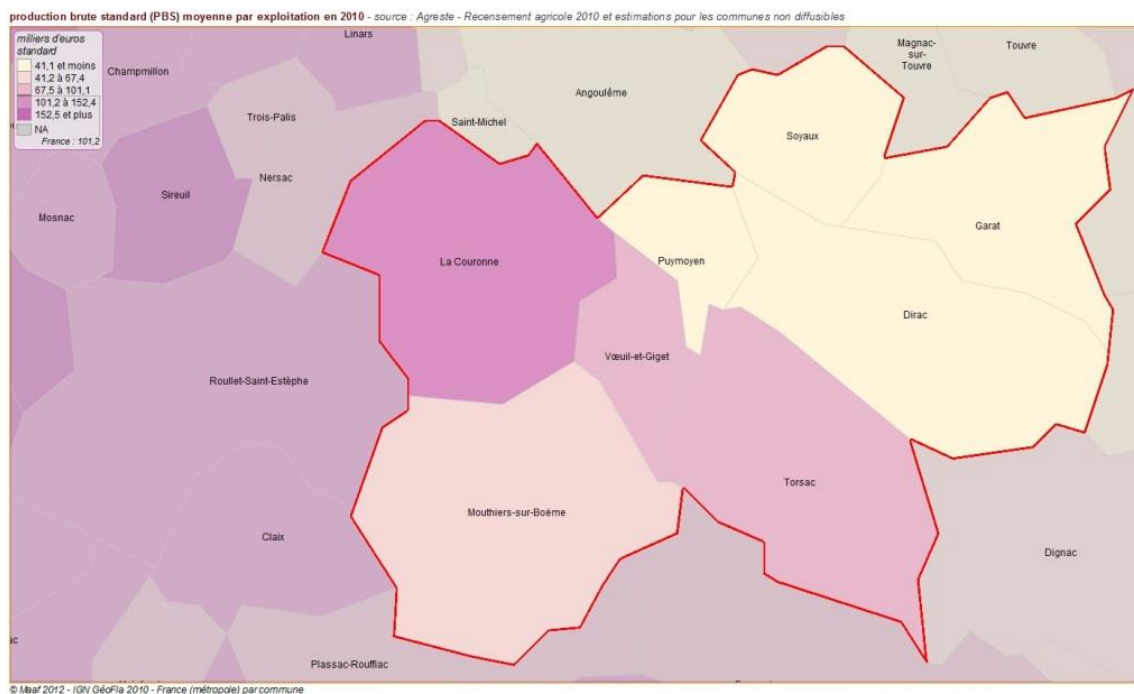 production brute standard (PBS) moyenne par exploitation en 2010 - source : Agreste - Recensement agricole 2010 et estimations pour les communes non diffusibles
milliers d'euros
standard
41,1 et moins
41,2 à 67,4
67,5 à 101,1
101,2 à 152,4
152,5 et plus
NA
France : 101,2
Linars
Champmillon
Magnac-
sur-
Touvre
Touvre
Angoulême
Trois-Palis
Saint-Michel
Soyaux
Nersac
Sireuil
Mosnac
Garat
La Couronne
Puymoyen
Dirac
Vœuil-et-Giget
Roullet-Saint-Estèphe
Torsac
Mouthiers-sur-Boëme
Claix
Dignac
Plassac-Rouffiac
© Maaf 2012 - IGN GéoFla 2010 - France (métropole) par commune